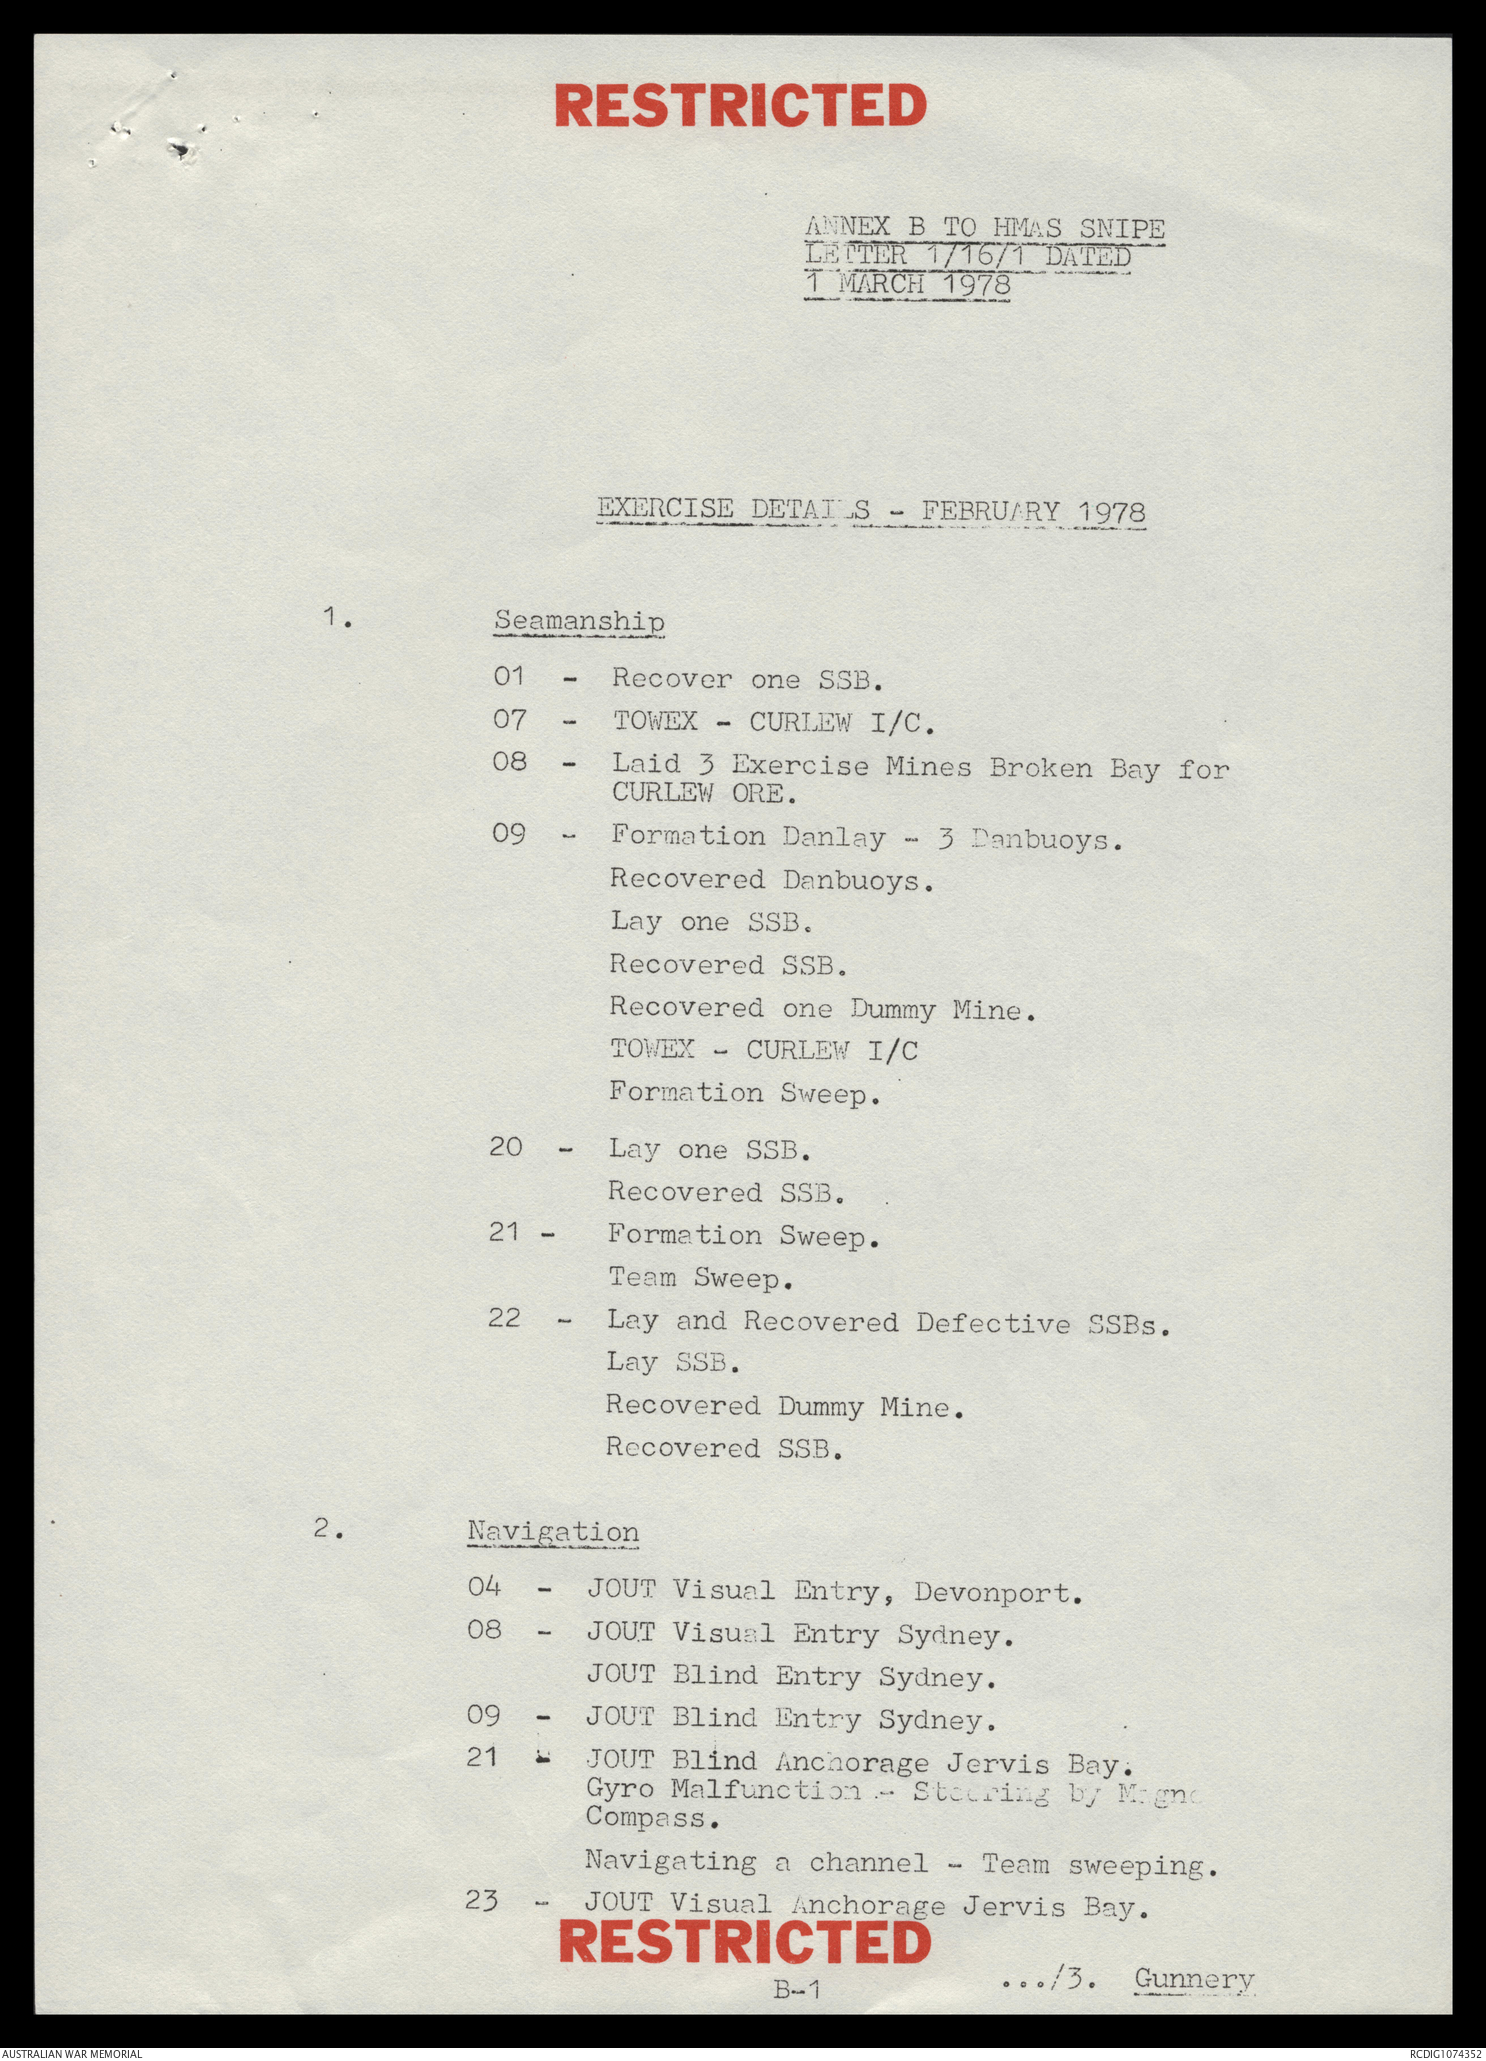 RESTRICTED
ANNEX B TO HMAS SNIPE
LETTER 1/16/1 DATED
1 MARCH 1978
EXERCISE DETAILS - FEBRUARY 1978
1. Seamanship
01 - Recover one SSB.
07 - TOWEX - CURLEW I/C.
08 - Laid 3 Exercise Mines Broken Bay for
CURLEW ORE.
09 - Formation Danlay - 3 Danbuoys.
Recovered Danbuoys.
Lay one SSB.
Recovered SSB.
Recovered one Dummy Mine.
TOWEX - CURLEW I/C
Formation Sweep.
20 - Lay one SSB.
Recovered SSB.
21 - Formation Sweep.
Team Sweep.
22 - Lay and Recovered Defective SSBs.
Lay SSB.
Recovered Dummy Mine.
Recovered SSB.
2. Navigation
04 - JOUT Visual Entry, Devonport.
08 - JOUT Visual Entry Sydney.
JOUT Blind Entry Sydney.
09 - JOUT Blind Entry Sydney.
21 - JOUT Blind Anchorage Jervis Bay.
Gyro Malfunction - Steering by Magne
Compass.
Navigating a channel - Team sweeping.
23 - JOUT Visual Anchorage Jervis Bay.
RESTRICTED
B-1
.../3. Gunnery
AUSTRALIAN WAR MEMORIAL
RCDIG1074352